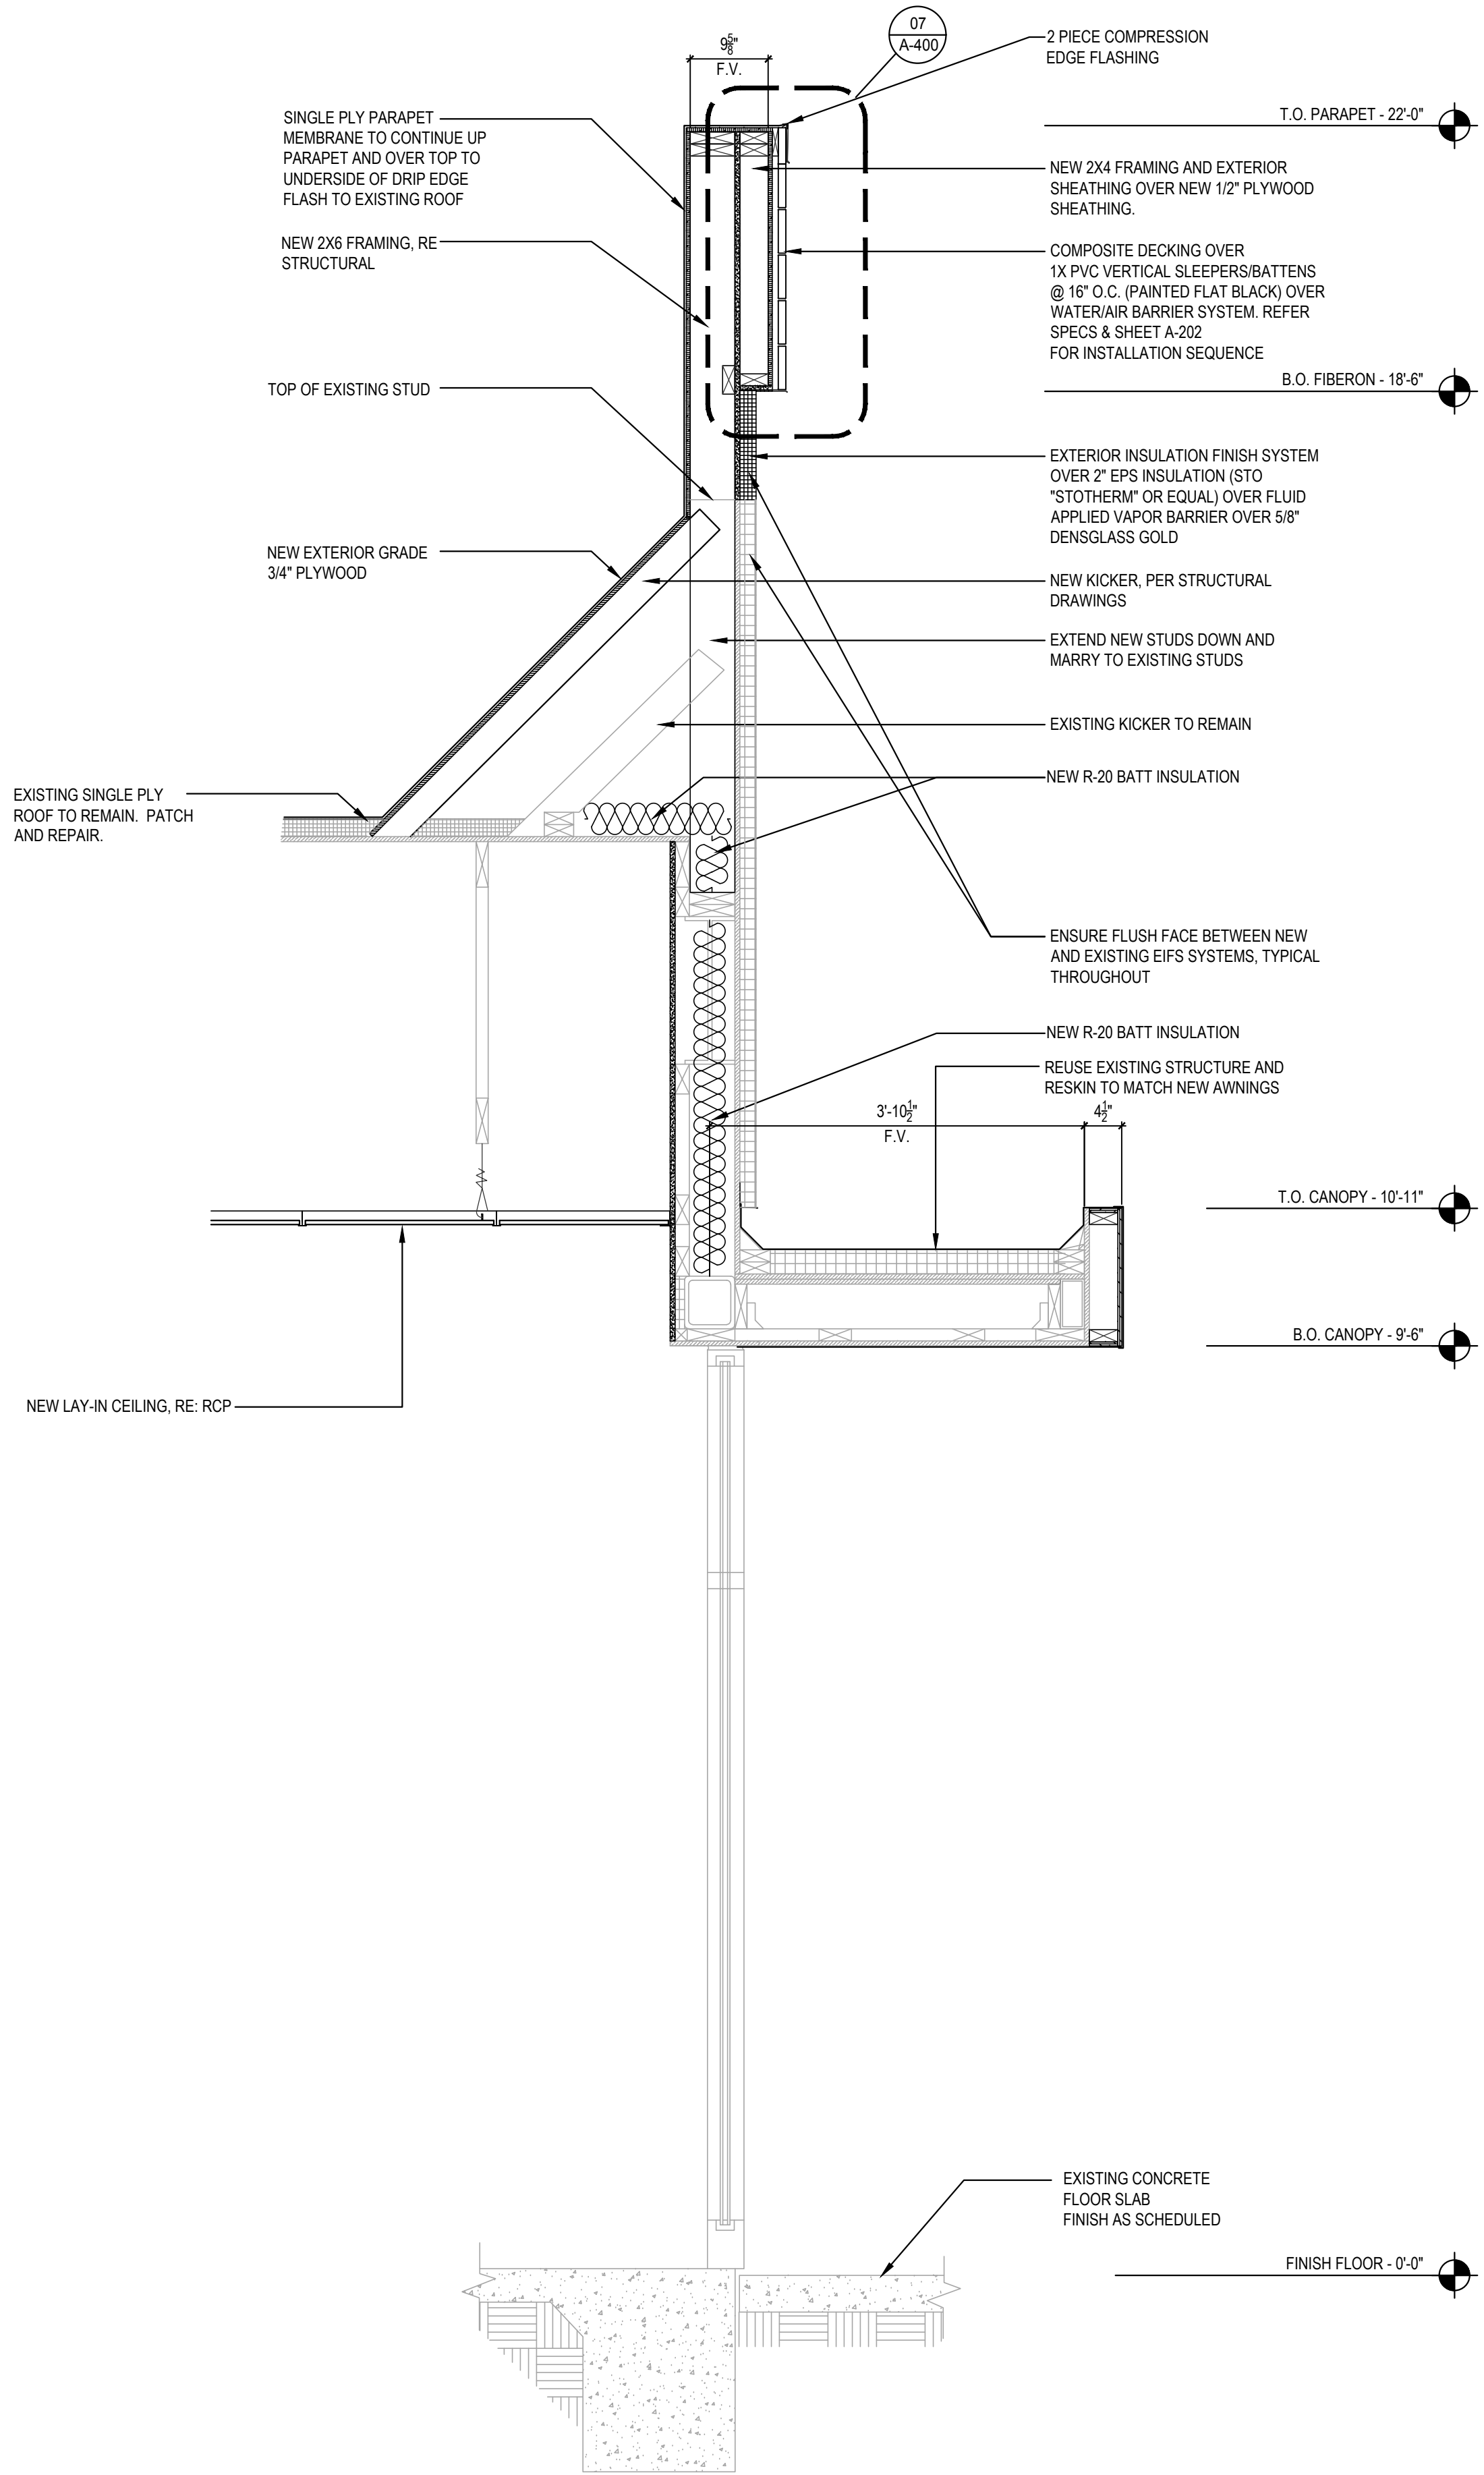 07
A-400
9 5/8"
F.V.
2 PIECE COMPRESSION
EDGE FLASHING
SINGLE PLY PARAPET
MEMBRANE TO CONTINUE UP
PARAPET AND OVER TOP TO
UNDERSIDE OF DRIP EDGE
FLASH TO EXISTING ROOF
T.O. PARAPET - 22'-0"
NEW 2X4 FRAMING AND EXTERIOR
SHEATHING OVER NEW 1/2" PLYWOOD
SHEATHING.
NEW 2X6 FRAMING, RE
STRUCTURAL
COMPOSITE DECKING OVER
1X PVC VERTICAL SLEEPERS/BATTENS
@ 16" O.C. (PAINTED FLAT BLACK) OVER
WATER/AIR BARRIER SYSTEM. REFER
SPECS & SHEET A-202
FOR INSTALLATION SEQUENCE
TOP OF EXISTING STUD
B.O. FIBERON - 18'-6"
EXTERIOR INSULATION FINISH SYSTEM
OVER 2" EPS INSULATION (STO
"STOTHERM" OR EQUAL) OVER FLUID
APPLIED VAPOR BARRIER OVER 5/8"
DENSGLASS GOLD
NEW EXTERIOR GRADE
3/4" PLYWOOD
NEW KICKER, PER STRUCTURAL
DRAWINGS
EXTEND NEW STUDS DOWN AND
MARRY TO EXISTING STUDS
EXISTING KICKER TO REMAIN
NEW R-20 BATT INSULATION
EXISTING SINGLE PLY
ROOF TO REMAIN. PATCH
AND REPAIR.
ENSURE FLUSH FACE BETWEEN NEW
AND EXISTING EIFS SYSTEMS, TYPICAL
THROUGHOUT
NEW R-20 BATT INSULATION
REUSE EXISTING STRUCTURE AND
RESKIN TO MATCH NEW AWNINGS
3'-10 1/2"
F.V.
4 1/2"
T.O. CANOPY - 10'-11"
B.O. CANOPY - 9'-6"
NEW LAY-IN CEILING, RE: RCP
EXISTING CONCRETE
FLOOR SLAB
FINISH AS SCHEDULED
FINISH FLOOR - 0'-0"